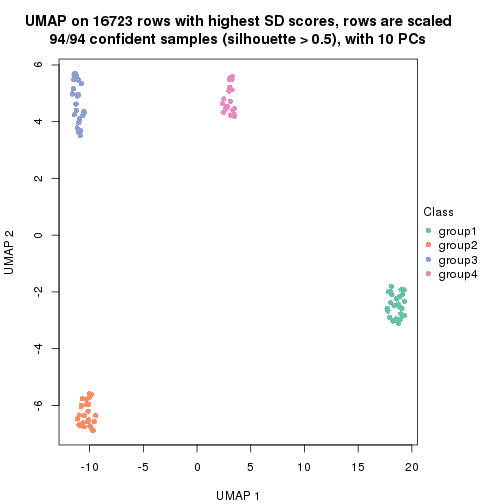 UMAP on 16723 rows with highest SD scores, rows are scaled
94/94 confident samples (silhouette > 0.5), with 10 PCs
6
4
2
0
-2
-4
-6
UMAP 2
-10
-5
0
5
10
15
20
UMAP 1
Class
group1
group2
group3
group4